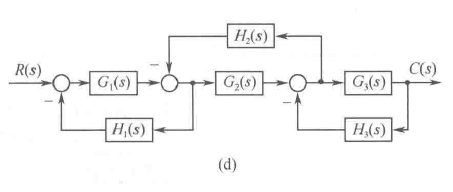 H₂(s)
R(s) G₁(s) G₂(s) G₃(s) C(s)
− − −
H₁(s) H₃(s)
(d)